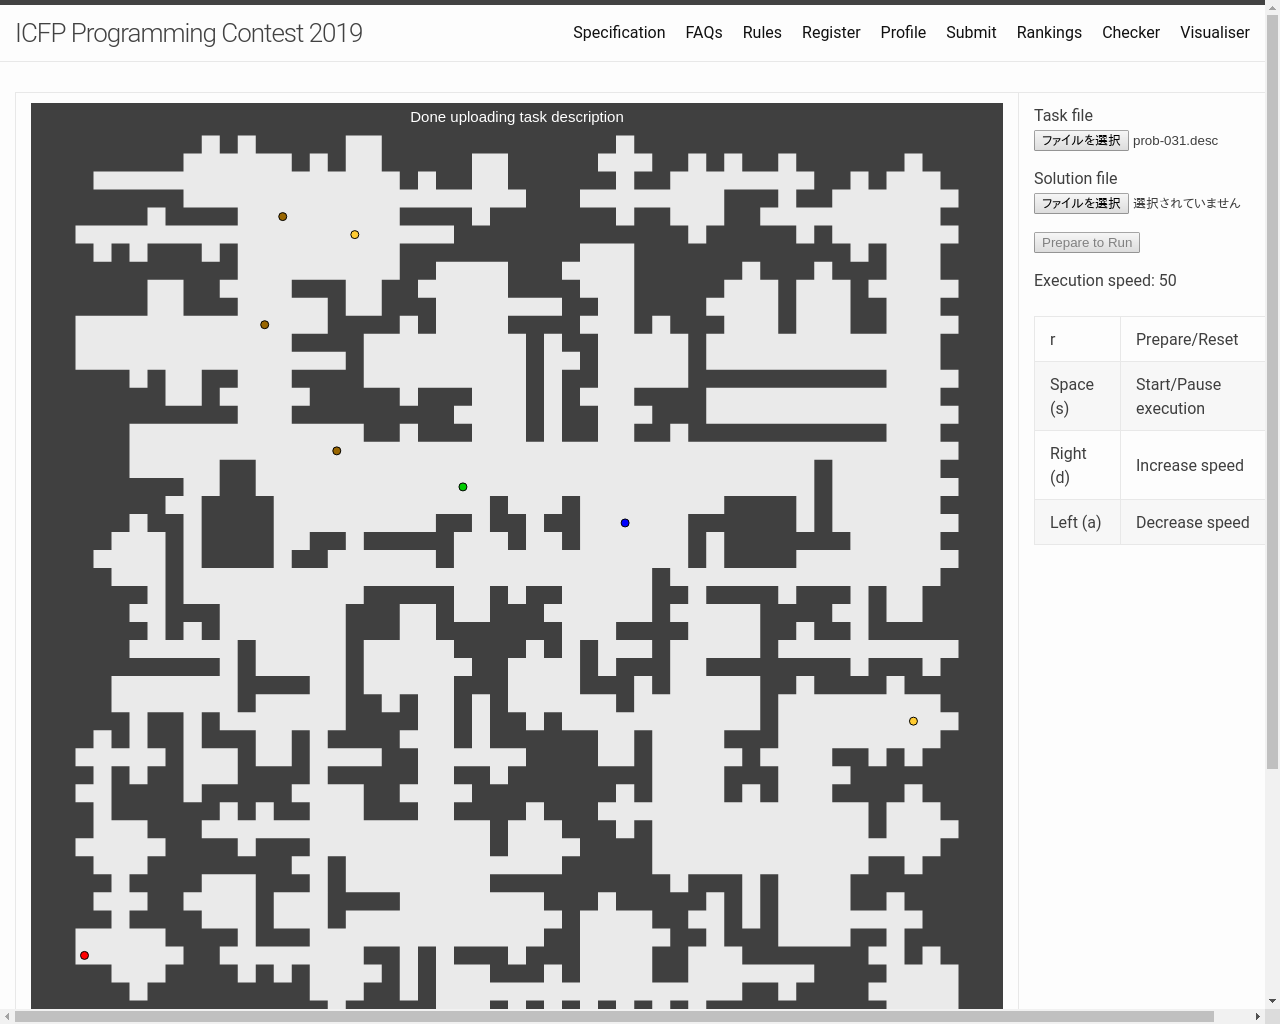 ICFP Programming Contest 2019
Specification FAQs Rules Register Profile Submit Rankings Checker Visualiser
Done uploading task description
Task file
ファイルを選択 prob-031.desc
Solution file
ファイルを選択 選択されていません
Prepare to Run
Execution speed: 50
r Prepare/Reset
Space (s) Start/Pause execution
Right (d) Increase speed
Left (a) Decrease speed